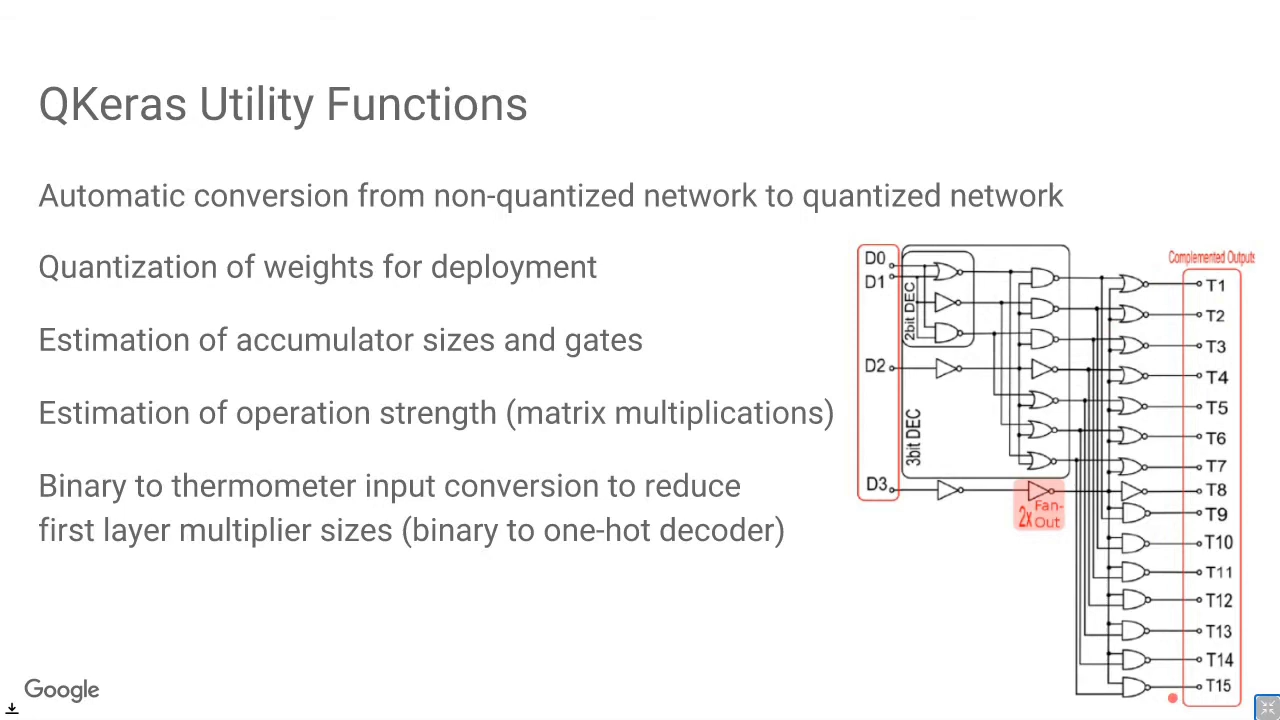 QKeras Utility Functions
Automatic conversion from non-quantized network to quantized network
Quantization of weights for deployment
Estimation of accumulator sizes and gates
Estimation of operation strength (matrix multiplications)
Binary to thermometer input conversion to reduce
first layer multiplier sizes (binary to one-hot decoder)
D0
D1
D2
D3
2bit DEC
3bit DEC
2x Fan-
Out
Complemented Outputs
T1
T2
T3
T4
T5
T6
T7
T8
T9
T10
T11
T12
T13
T14
T15
Google